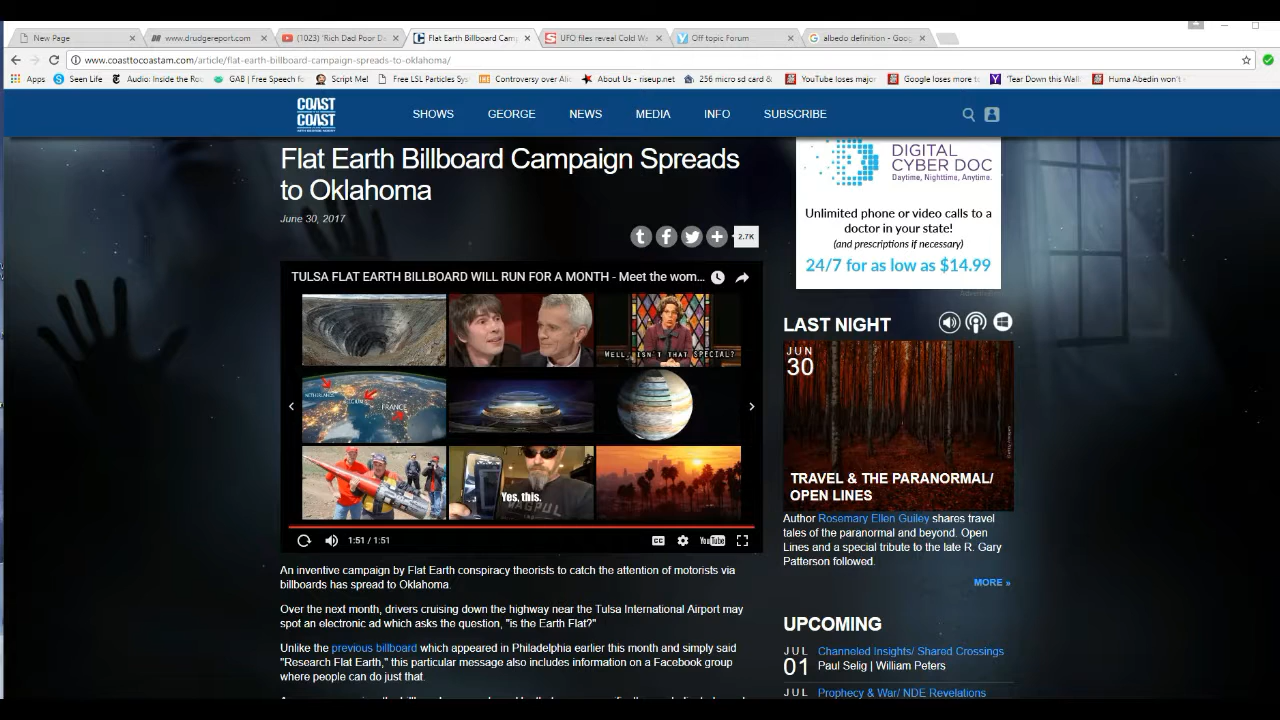 New Page
www.drudgereport.com
(1023) 'Rich Dad Poor D
Flat Earth Billboard Cam
UFO files reveal Cold Wa
Off topic Forum
albedo definition - Goog
www.coasttocoastam.com/article/flat-earth-billboard-campaign-spreads-to-oklahoma/
Apps
Seen Life
Audio: Inside the Rou
GAB | Free Speech fo
Script Mel
Free LSL Particles Sys
Controversy over Alie
About Us - riseup.net
256 micro sd card &
YouTube loses major
Google loses more to
'Tear Down this Wall'
Huma Abedin won't
COAST
TO
COAST
SHOWS
GEORGE
NEWS
MEDIA
INFO
SUBSCRIBE
Flat Earth Billboard Campaign Spreads
to Oklahoma
June 30, 2017
2.7K
TULSA FLAT EARTH BILLBOARD WILL RUN FOR A MONTH - Meet the wom...
WELL, ISN'T THAT SPECIAL?
NETHERLANDS
FRANCE
Yes, this.
MAGPUL
1:51 / 1:51
CC
YouTube
An inventive campaign by Flat Earth conspiracy theorists to catch the attention of motorists via
billboards has spread to Oklahoma.
Over the next month, drivers cruising down the highway near the Tulsa International Airport may
spot an electronic ad which asks the question, "is the Earth Flat?"
Unlike the previous billboard which appeared in Philadelphia earlier this month and simply said
"Research Flat Earth," this particular message also includes information on a Facebook group
where people can do just that.
DIGITAL
CYBER DOC
Daytime, Nighttime, Anytime.
Unlimited phone or video calls to a
doctor in your state!
(and prescriptions if necessary)
24/7 for as low as $14.99
LAST NIGHT
JUN
30
TRAVEL & THE PARANORMAL/
OPEN LINES
Author Rosemary Ellen Guiley shares travel
tales of the paranormal and beyond. Open
Lines and a special tribute to the late R. Gary
Patterson followed.
MORE »
UPCOMING
JUL
01
Channeled Insights/ Shared Crossings
Paul Selig | William Peters
JUL
Prophecy & War/ NDE Revelations